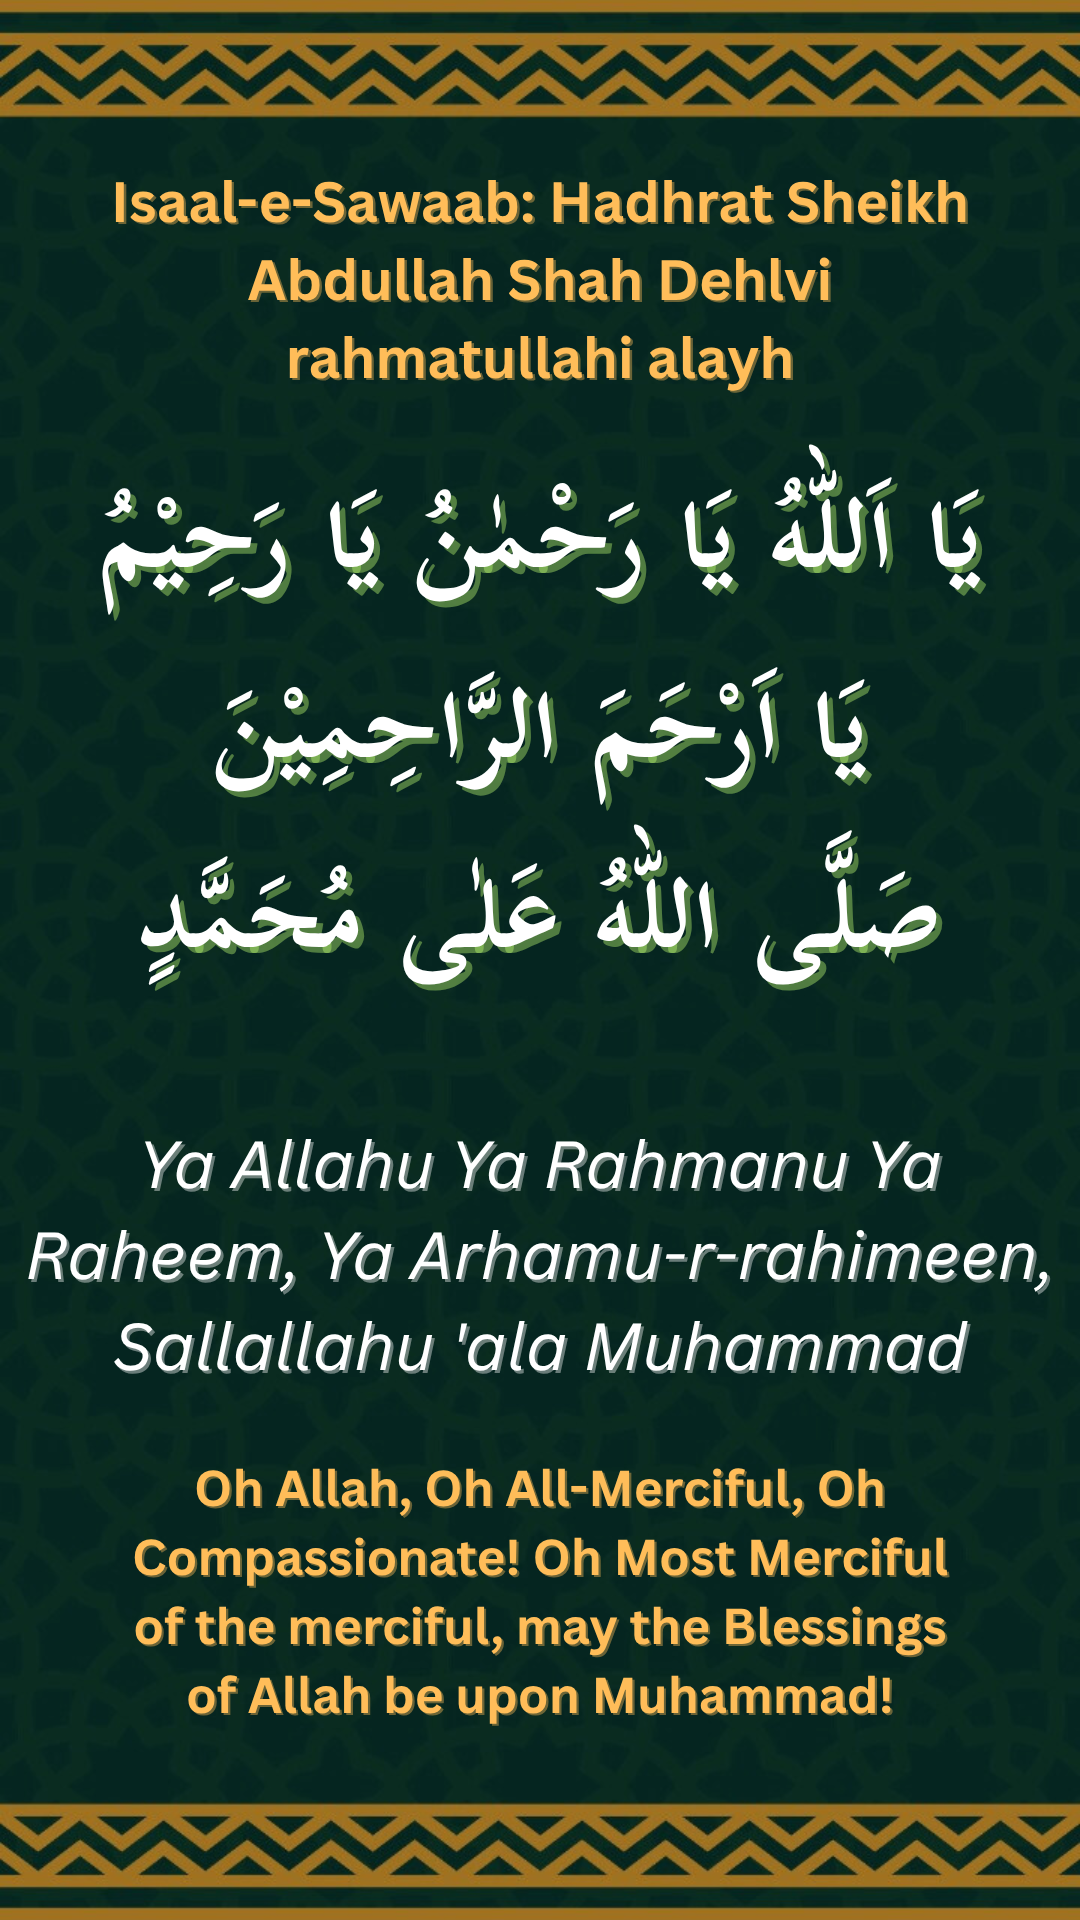 Isaal-e-Sawaab: Hadhrat Sheikh
Abdullah Shah Dehlvi
rahmatullahi alayh
يَا اَللّٰهُ يَا رَحْمٰنُ يَا رَحِيْمُ
يَا اَرْحَمَ الرَّاحِمِيْنَ
صَلَّى اللّٰهُ عَلٰى مُحَمَّدٍ
Ya Allahu Ya Rahmanu Ya
Raheem, Ya Arhamu-r-rahimeen,
Sallallahu 'ala Muhammad
Oh Allah, Oh All-Merciful, Oh
Compassionate! Oh Most Merciful
of the merciful, may the Blessings
of Allah be upon Muhammad!